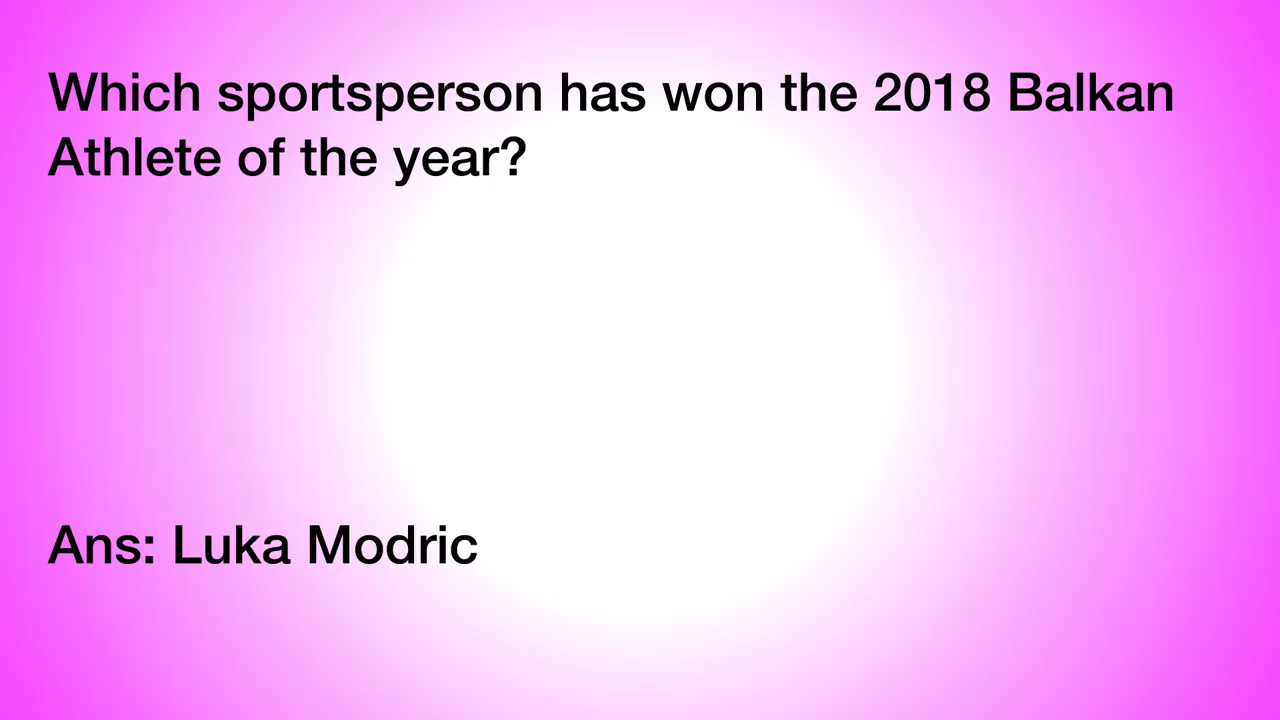 Which sportsperson has won the 2018 Balkan
Athlete of the year?
Ans: Luka Modric